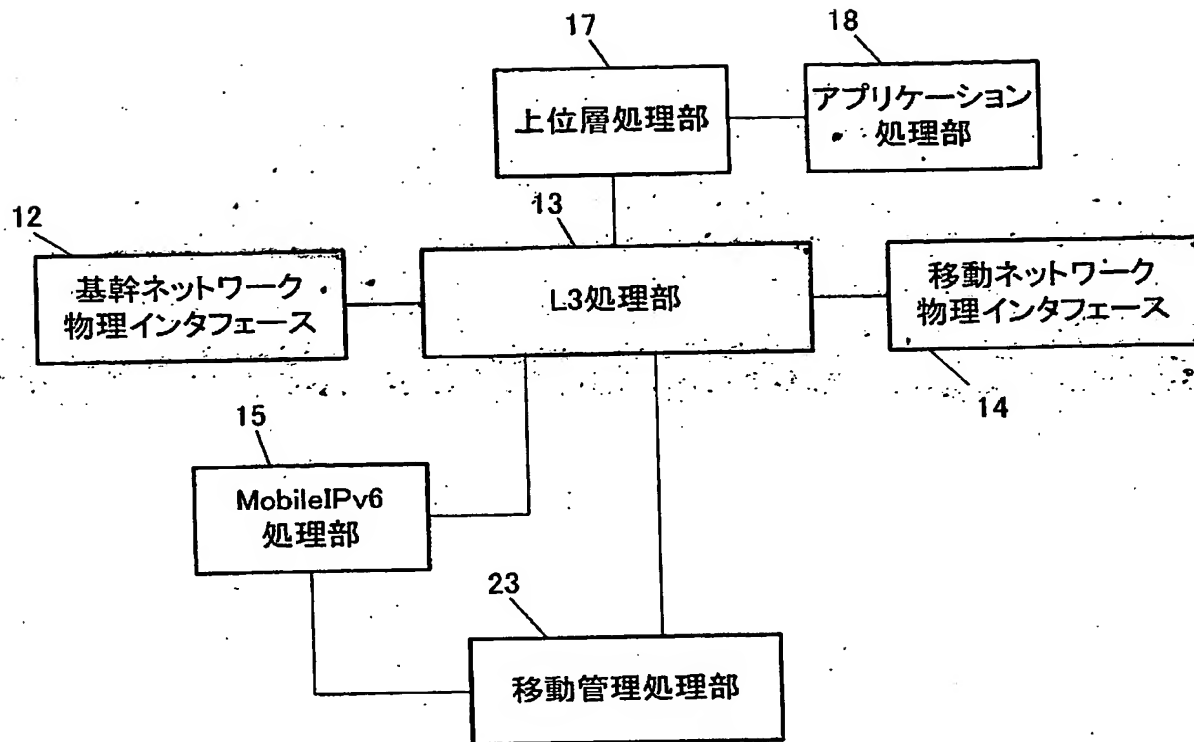 17
18
上位層処理部
アプリケーション
処理部
12
13
基幹ネットワーク
物理インタフェース
L3処理部
移動ネットワーク
物理インタフェース
14
15
MobileIPv6
処理部
23
移動管理処理部